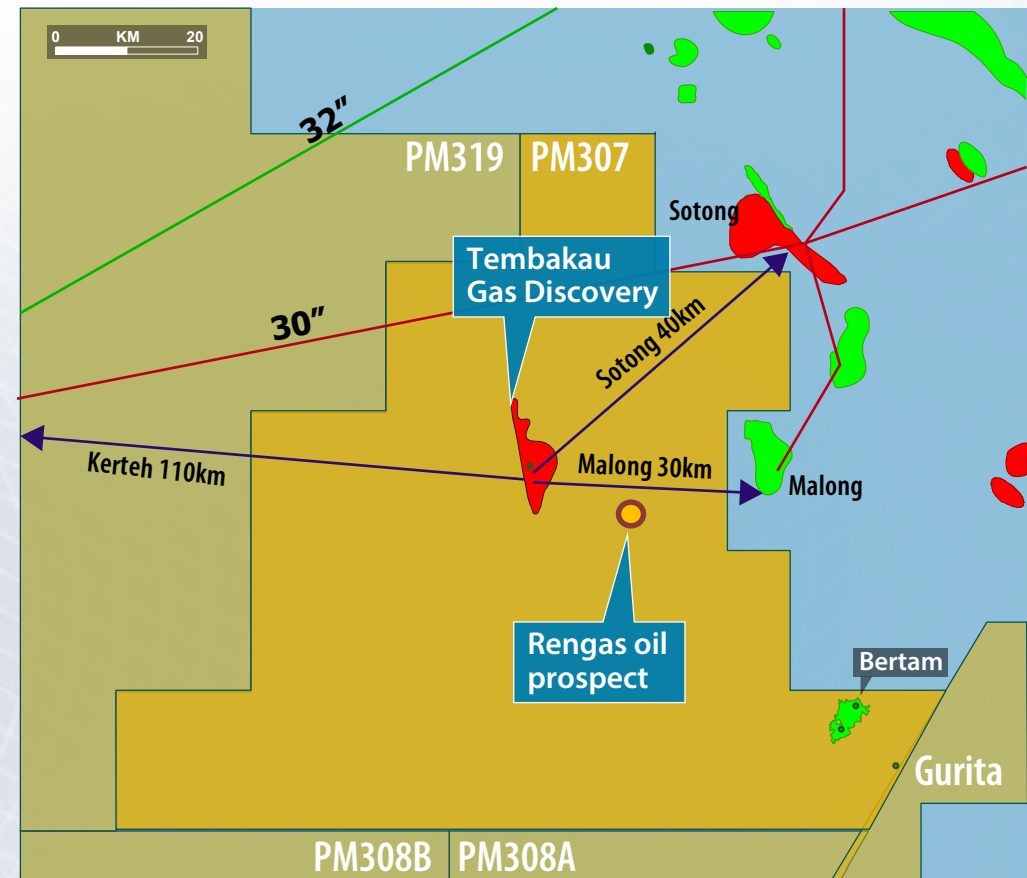 0 KM 20
32"
PM319
PM307
Sotong
Tembakau
Gas Discovery
30"
Sotong 40km
Kerteh 110km
Malong 30km
Malong
Rengas oil
prospect
Bertam
Gurita
PM308B
PM308A